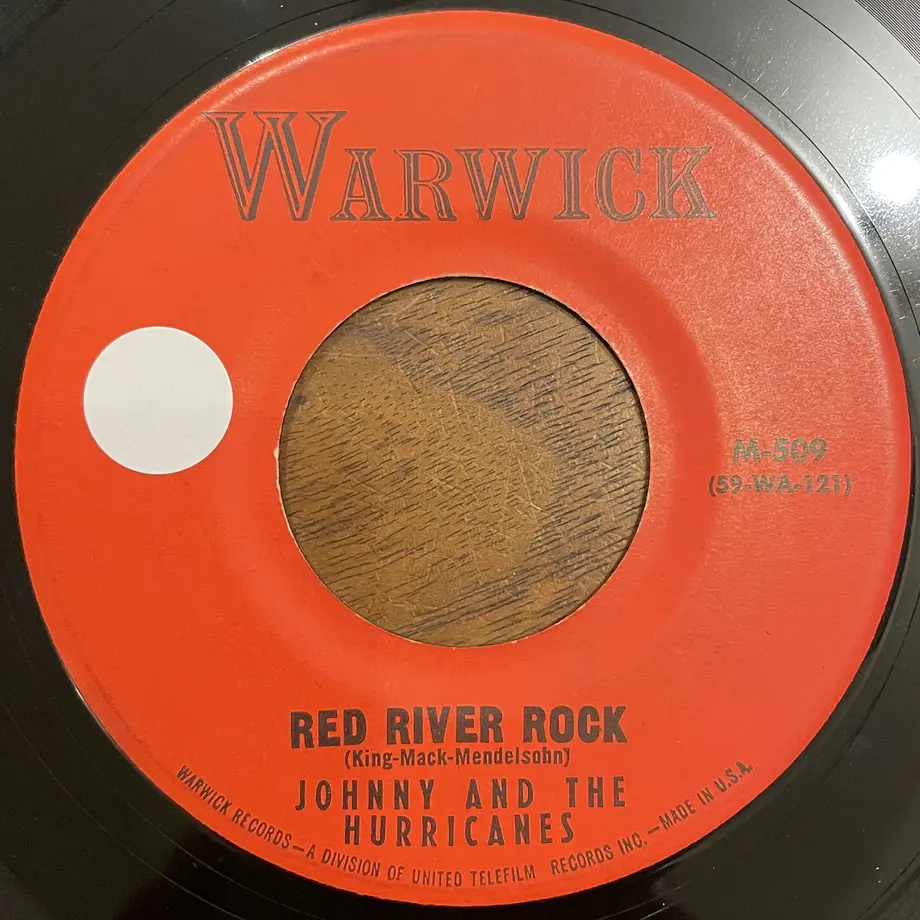 WARWICK
M-509
(59-WA-121)
RED RIVER ROCK
(King-Mack-Mendelsohn)
JOHNNY AND THE
HURRICANES
WARWICK RECORDS—A DIVISION OF UNITED TELEFILM RECORDS INC.—MADE IN U.S.A.